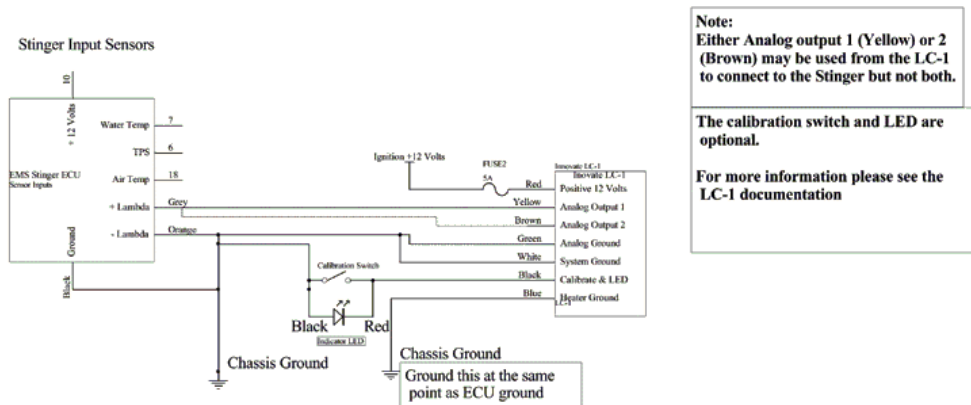 Stinger Input Sensors
10
+ 12 Volts
Water Temp 7
TPS 6
EMS Stinger ECU
Sensor Inputs
Air Temp 18
+ Lambda Grey
- Lambda Orange
Ground
Black
Ignition +12 Volts
FUSE2
5A
Innovate LC-1
Inovate LC-1
Red Positive 12 Volts
Yellow Analog Output 1
Brown Analog Output 2
Green Analog Ground
White System Ground
Black Calibrate & LED
Blue Heater Ground
LC-1
Calibration Switch
Black Red
Indicator LED
Chassis Ground
Chassis Ground
Ground this at the same
point as ECU ground
Note:
Either Analog output 1 (Yellow) or 2
(Brown) may be used from the LC-1
to connect to the Stinger but not both.
The calibration switch and LED are
optional.
For more information please see the
LC-1 documentation